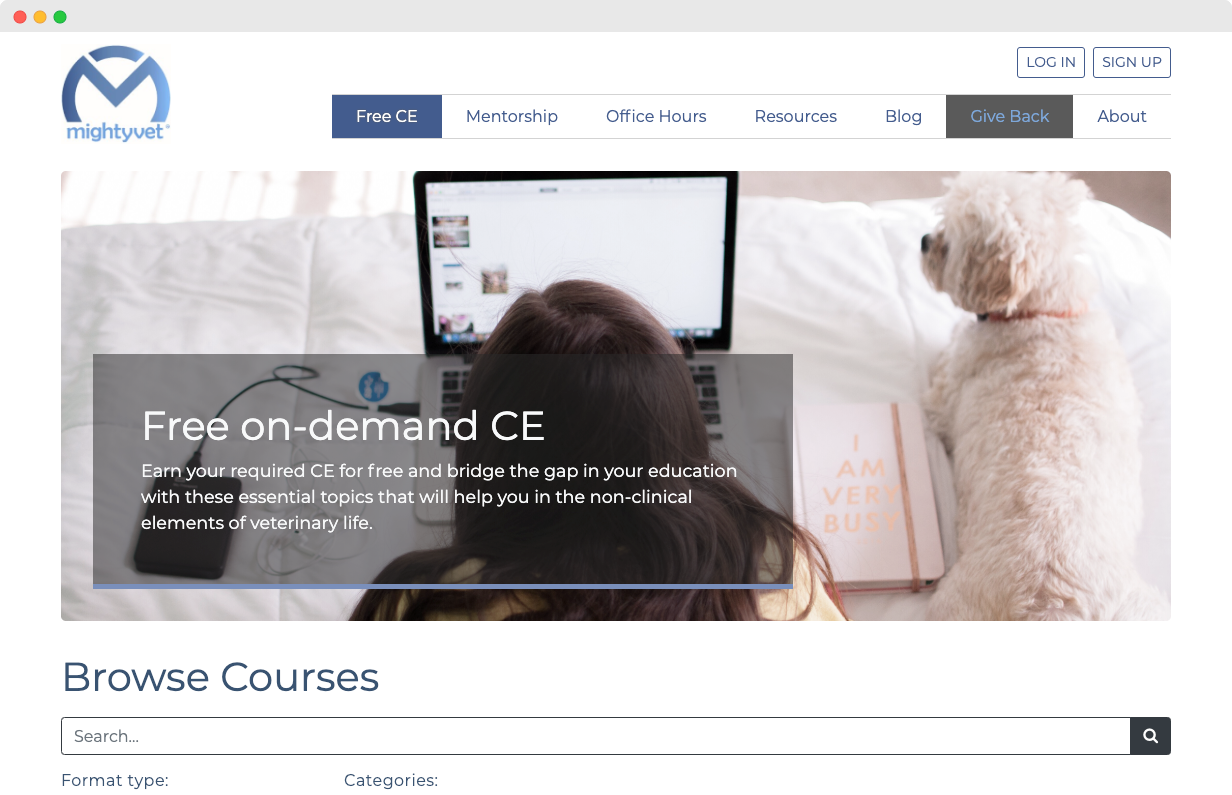 mightyvet
LOG IN
SIGN UP
Free CE
Mentorship
Office Hours
Resources
Blog
Give Back
About
I
AM
VERY
BUSY
Free on-demand CE
Earn your required CE for free and bridge the gap in your education
with these essential topics that will help you in the non-clinical
elements of veterinary life.
Browse Courses
Search...
Format type:
Categories: